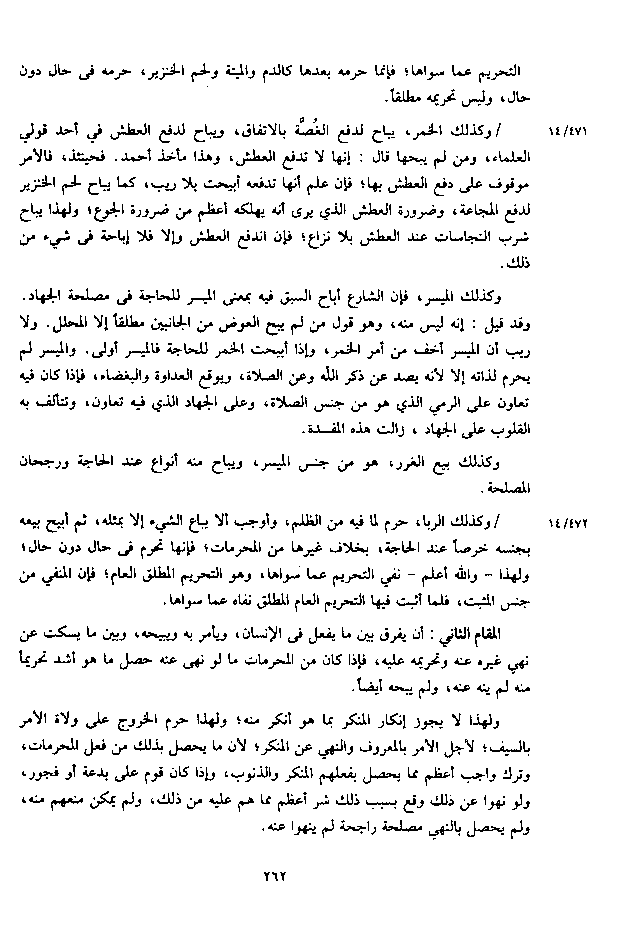 التحريم عما سواها؛ فإنما حرمه بعدها كالدم والميتة ولحم الخنزير، حرمه فى حال دون
حال، وليس تحريمه مطلقاً.
١٤/٤٧١ / وكذلك الخمر، يباح لدفع الغُصَّة بالاتفاق، ويباح لدفع العطش في أحد قولي
العلماء، ومن لم يبحها قال : إنها لا تدفع العطش، وهذا مأخذ أحمد. فحينئذ، فالأمر
موقوف على دفع العطش بها؛ فإن علم أنها تدفعه أبيحت بلا ريب، كما يباح لحم الخنزير
لدفع المجاعة، وضرورة العطش الذي يرى أنه يهلكه أعظم من ضرورة الجوع؛ ولهذا يباح
شرب النجاسات عند العطش بلا نزاع؛ فإن اندفع العطش وإلا فلا إباحة فى شيء من
ذلك.
وكذلك الميسر، فإن الشارع أباح السبق فيه بمعنى الميسر للحاجة فى مصلحة الجهاد.
وقد قيل : إنه ليس منه، وهو قول من لم يبح العوض من الجانبين مطلقاً إلا المحلل. ولا
ريب أن الميسر أخف من أمر الخمر، وإذا أبيحت الخمر للحاجة فالميسر أولى. والميسر لم
يحرم لذاته إلا لأنه يصد عن ذكر الله وعن الصلاة، ويوقع العداوة والبغضاء، فإذا كان فيه
تعاون على الرمي الذي هو من جنس الصلاة، وعلى الجهاد الذي فيه تعاون، وتتألف به
القلوب على الجهاد ، زالت هذه المفسدة.
وكذلك بيع الغرر، هو من جنس الميسر، ويباح منه أنواع عند الحاجة ورجحان
المصلحة.
١٤/٤٧٢ / وكذلك الربا، حرم لما فيه من الظلم، وأوجب ألا يباع الشيء إلا بمثله، ثم أبيح بيعه
بجنسه خرصاً عند الحاجة، بخلاف غيرها من المحرمات؛ فإنها تحرم فى حال دون حال؛
ولهذا - والله أعلم - نفي التحريم عما سواها، وهو التحريم المطلق العام؛ فإن المنفي من
جنس المثبت، فلما أثبت فيها التحريم العام المطلق نفاه عما سواها.
المقام الثاني : أن يفرق بين ما يفعل فى الإنسان، ويأمر به ويبيحه، وبين ما يسكت عن
نهي غيره عنه وتحريمه عليه، فإذا كان من المحرمات ما لو نهى عنه حصل ما هو أشد تحريماً
منه لم ينه عنه، ولم يبحه أيضاً.
ولهذا لا يجوز إنكار المنكر بما هو أنكر منه؛ ولهذا حرم الخروج على ولاة الأمر
بالسيف؛ لأجل الأمر بالمعروف والنهي عن المنكر؛ لأن ما يحصل بذلك من فعل المحرمات،
وترك واجب أعظم مما يحصل بفعلهم المنكر والذنوب، وإذا كان قوم على بدعة أو فجور،
ولو نهوا عن ذلك وقع بسبب ذلك شر أعظم مما هم عليه من ذلك، ولم يمكن منعهم منه،
ولم يحصل بالنهي مصلحة راجحة لم ينهوا عنه.
٢٦٢